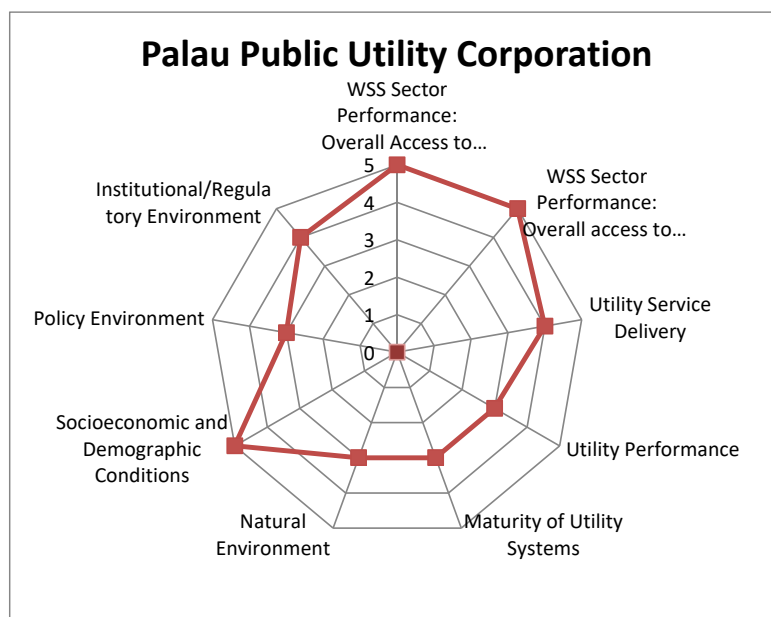 Palau Public Utility Corporation
WSS Sector
Performance:
Overall Access to...
WSS Sector
Performance:
Overall access to...
Utility Service
Delivery
Utility Performance
Maturity of Utility
Systems
Natural
Environment
Socioeconomic and
Demographic
Conditions
Policy Environment
Institutional/Regula
tory Environment
5
4
3
2
1
0